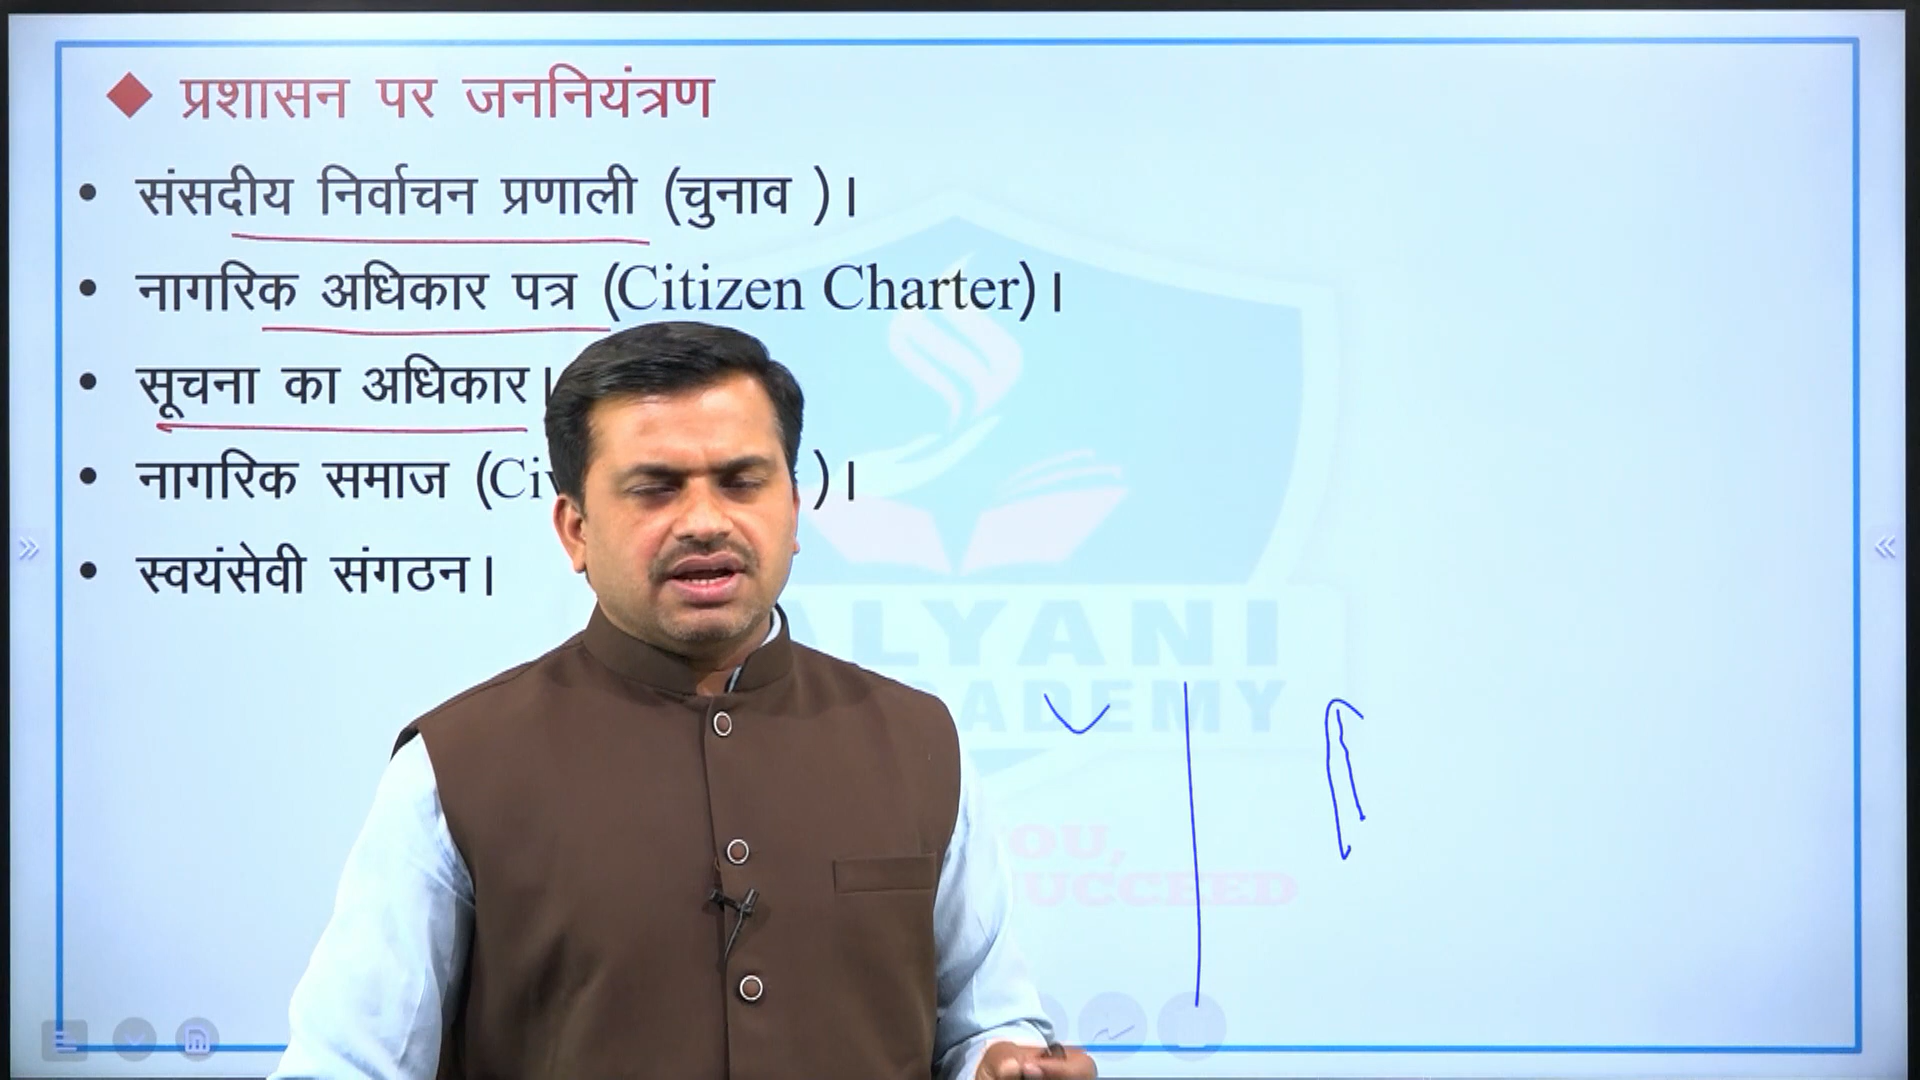 प्रशासन पर जननियंत्रण
• संसदीय निर्वाचन प्रणाली (चुनाव )।
• नागरिक अधिकार पत्र (Citizen Charter)।
• सूचना का अधिकार।
• नागरिक समाज ( )।
• स्वयंसेवी संगठन।